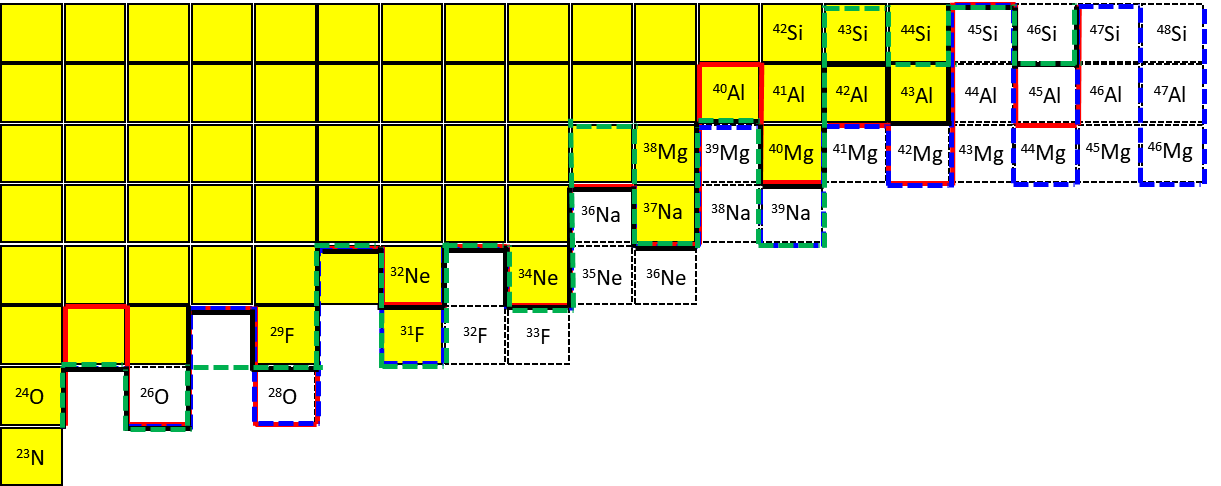 ⁴²Si ⁴³Si ⁴⁴Si ⁴⁵Si ⁴⁶Si ⁴⁷Si ⁴⁸Si
⁴⁰Al ⁴¹Al ⁴²Al ⁴³Al ⁴⁴Al ⁴⁵Al ⁴⁶Al ⁴⁷Al
³⁸Mg ³⁹Mg ⁴⁰Mg ⁴¹Mg ⁴²Mg ⁴³Mg ⁴⁴Mg ⁴⁵Mg ⁴⁶Mg
³⁶Na ³⁷Na ³⁸Na ³⁹Na
³²Ne ³⁴Ne ³⁵Ne ³⁶Ne
²⁹F ³¹F ³²F ³³F
²⁴O ²⁶O ²⁸O
²³N